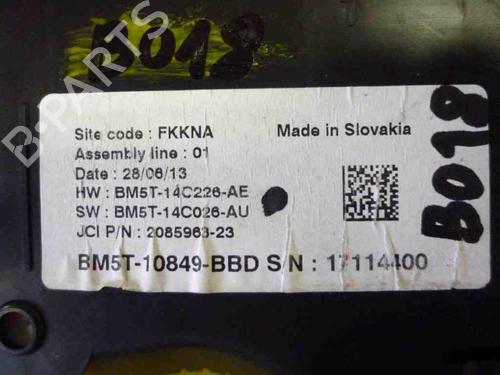 B018
B-PARTS
Site code : FKKNA
Made in Slovakia
Assembly line : 01
Date : 28/06/13
HW : BM5T-14C226-AE
SW : BM5T-14C026-AU
JCI P/N : 2085963-23
BM5T-10849-BBD S/N : 17114400
B018